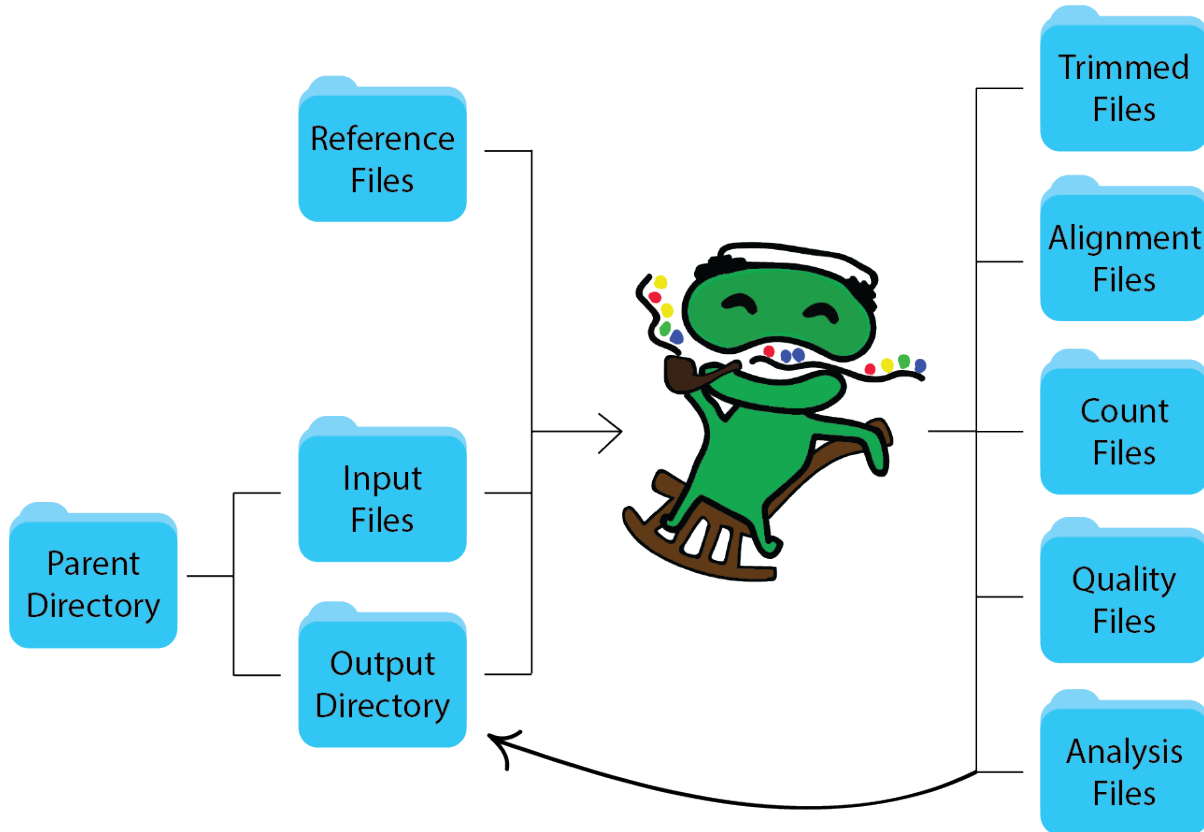 Reference
Files
Input
Files
Parent
Directory
Output
Directory
Trimmed
Files
Alignment
Files
Count
Files
Quality
Files
Analysis
Files